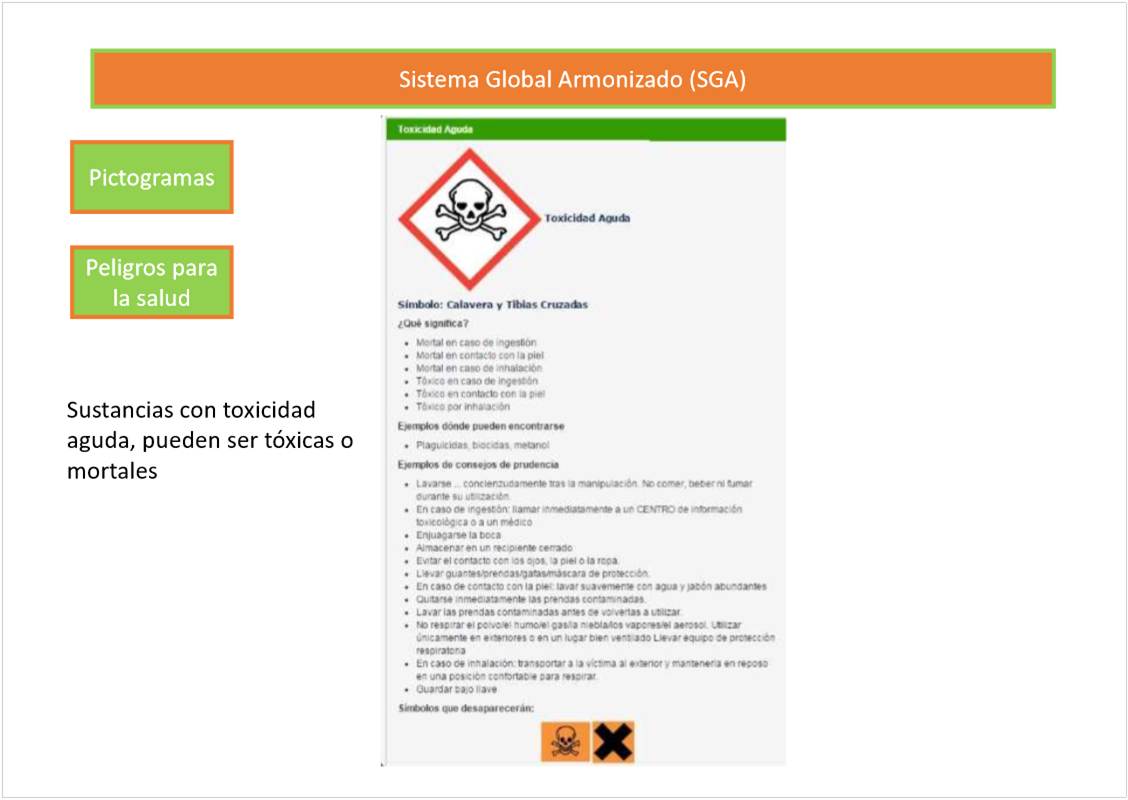 Sistema Global Armonizado (SGA)
Pictogramas
Peligros para
la salud
Sustancias con toxicidad
aguda, pueden ser tóxicas o
mortales
Toxicidad Aguda
Toxicidad Aguda
Símbolo: Calavera y Tibias Cruzadas
¿Qué significa?
Mortal en caso de ingestión
Mortal en contacto con la piel
Mortal en caso de inhalación
Tóxico en caso de ingestión
Tóxico en contacto con la piel
Tóxico por inhalación
Ejemplos dónde pueden encontrarse
Plaguicidas, biocidas, metanol
Ejemplos de consejos de prudencia
Lavarse ... concienzudamente tras la manipulación. No comer, beber ni fumar
durante su utilización.
En caso de ingestión: llamar inmediatamente a un CENTRO de información
toxicológica o a un médico
Enjuagarse la boca
Almacenar en un recipiente cerrado
Evitar el contacto con los ojos, la piel o la ropa.
Llevar guantes/prendas/gafas/máscara de protección.
En caso de contacto con la piel: lavar suavemente con agua y jabón abundantes
Quitarse inmediatamente las prendas contaminadas.
Lavar las prendas contaminadas antes de volverlas a utilizar.
No respirar el polvo/el humo/el gas/la niebla/los vapores/el aerosol. Utilizar
únicamente en exteriores o en un lugar bien ventilado Llevar equipo de protección
respiratoria
En caso de inhalación: transportar a la víctima al exterior y mantenerla en reposo
en una posición confortable para respirar.
Guardar bajo llave
Símbolos que desaparecerán: